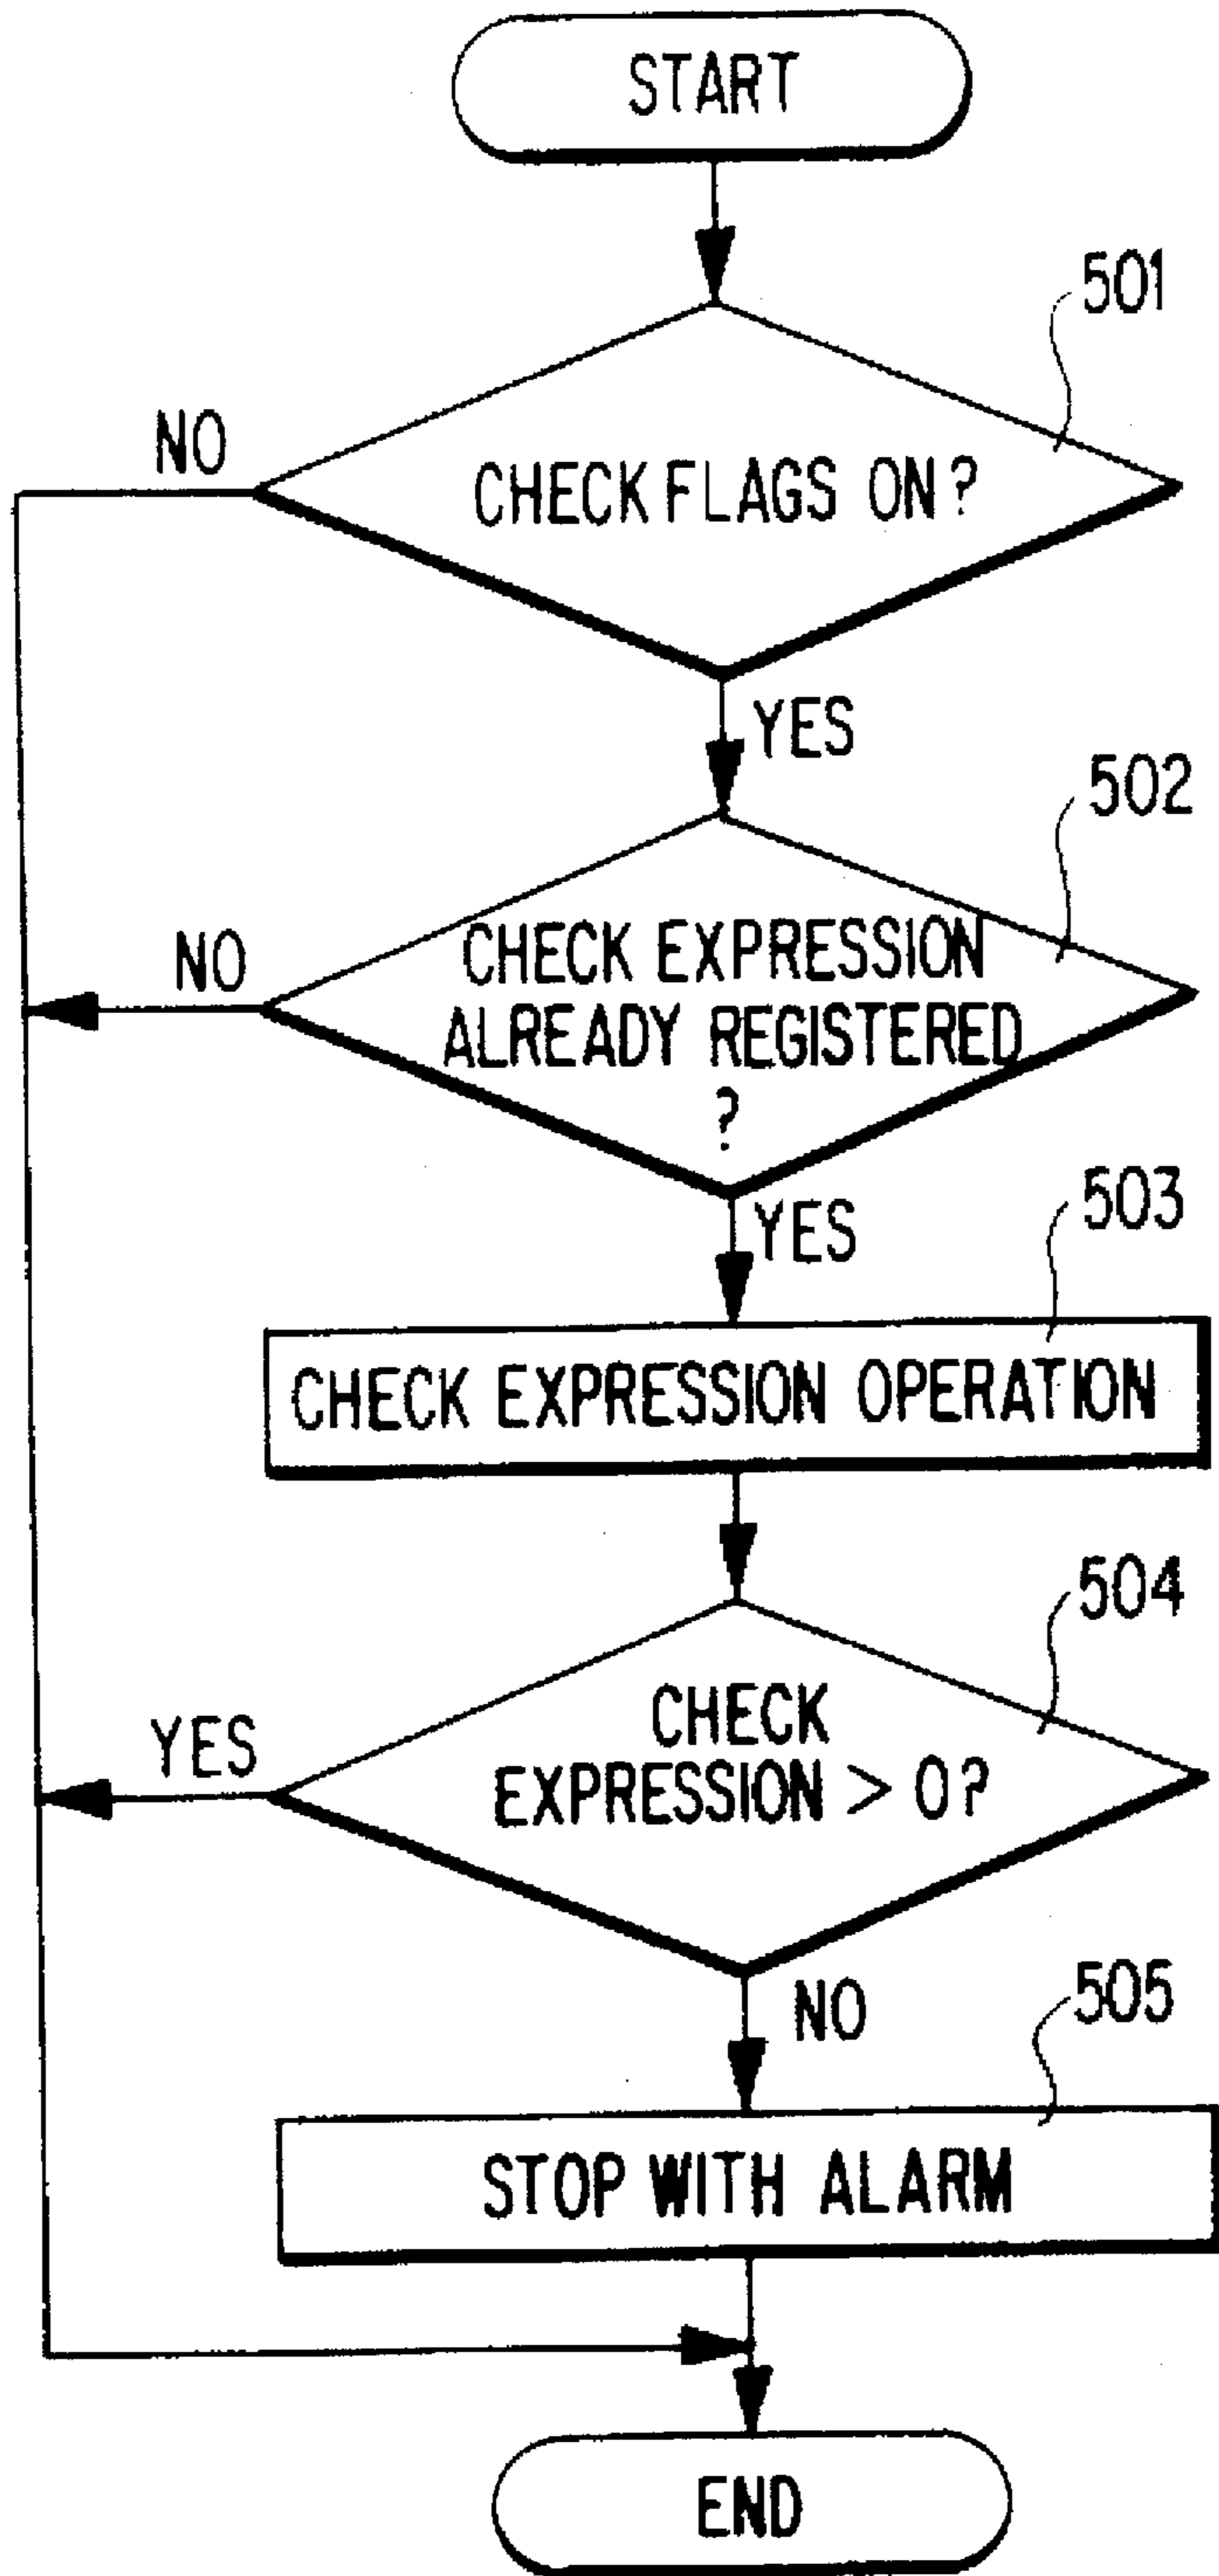 START
501
NO
CHECK FLAGS ON?
YES
502
NO
CHECK EXPRESSION
ALREADY REGISTERED
?
YES
503
CHECK EXPRESSION OPERATION
504
YES
CHECK
EXPRESSION > 0?
NO
505
STOP WITH ALARM
END